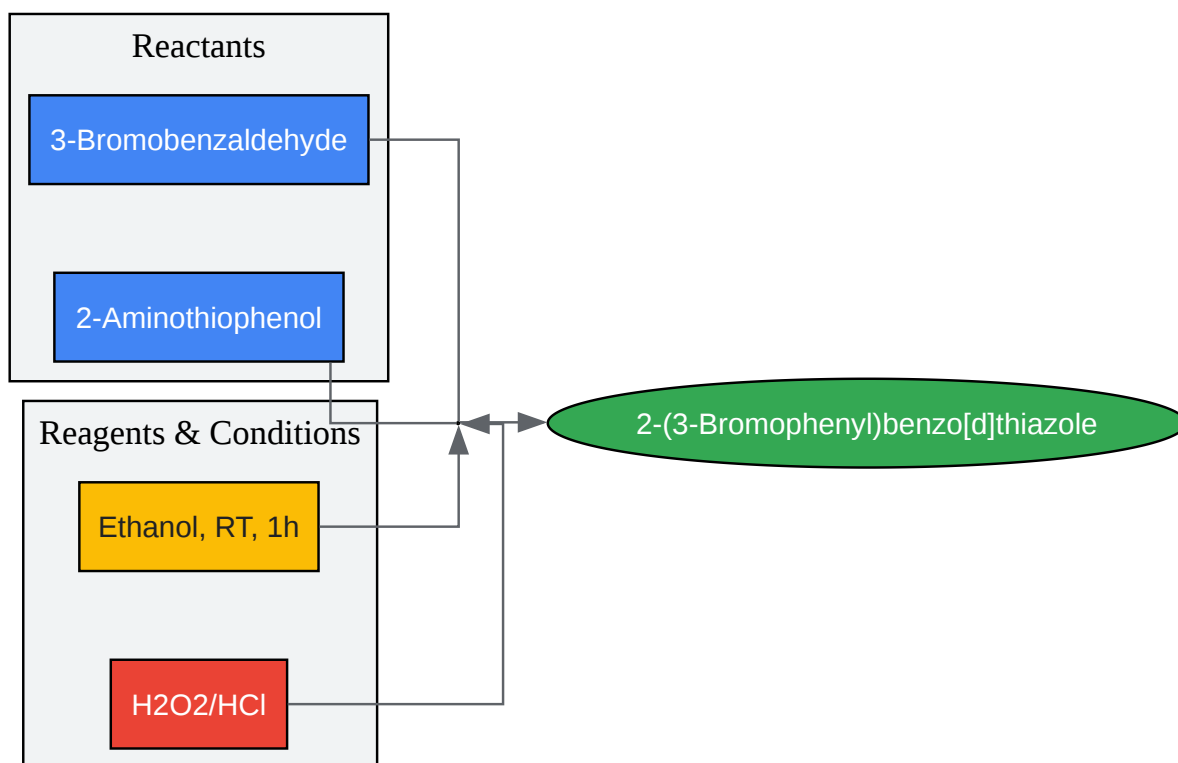 Reactants
3-Bromobenzaldehyde
2-Aminothiophenol
Reagents & Conditions
Ethanol, RT, 1h
H2O2/HCl
2-(3-Bromophenyl)benzo[d]thiazole